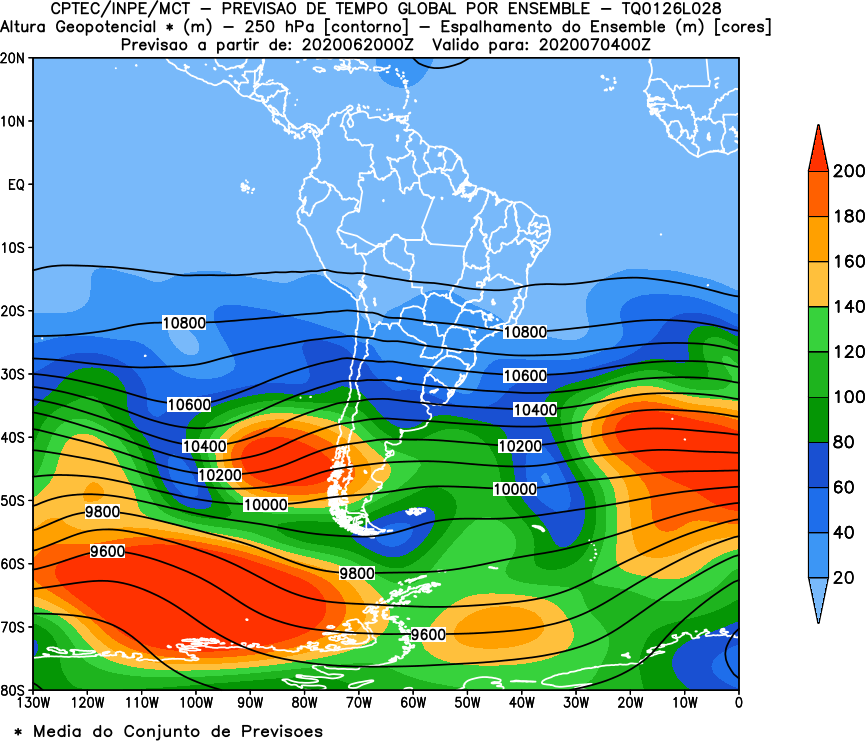 CPTEC/INPE/MCT – PREVISAO DE TEMPO GLOBAL POR ENSEMBLE – TQ0126L028
Altura Geopotencial * (m) – 250 hPa [contorno] – Espalhamento do Ensemble (m) [cores]
Previsao a partir de: 2020062000Z Valido para: 2020070400Z
20N
10N
EQ
10S
20S
30S
40S
50S
60S
70S
80S
10800
10800
10600
10600
10400
10400
10200
10200
10000
10000
9800
9800
9600
9600
200
180
160
140
120
100
80
60
40
20
130W 120W 110W 100W 90W 80W 70W 60W 50W 40W 30W 20W 10W 0
* Media do Conjunto de Previsoes